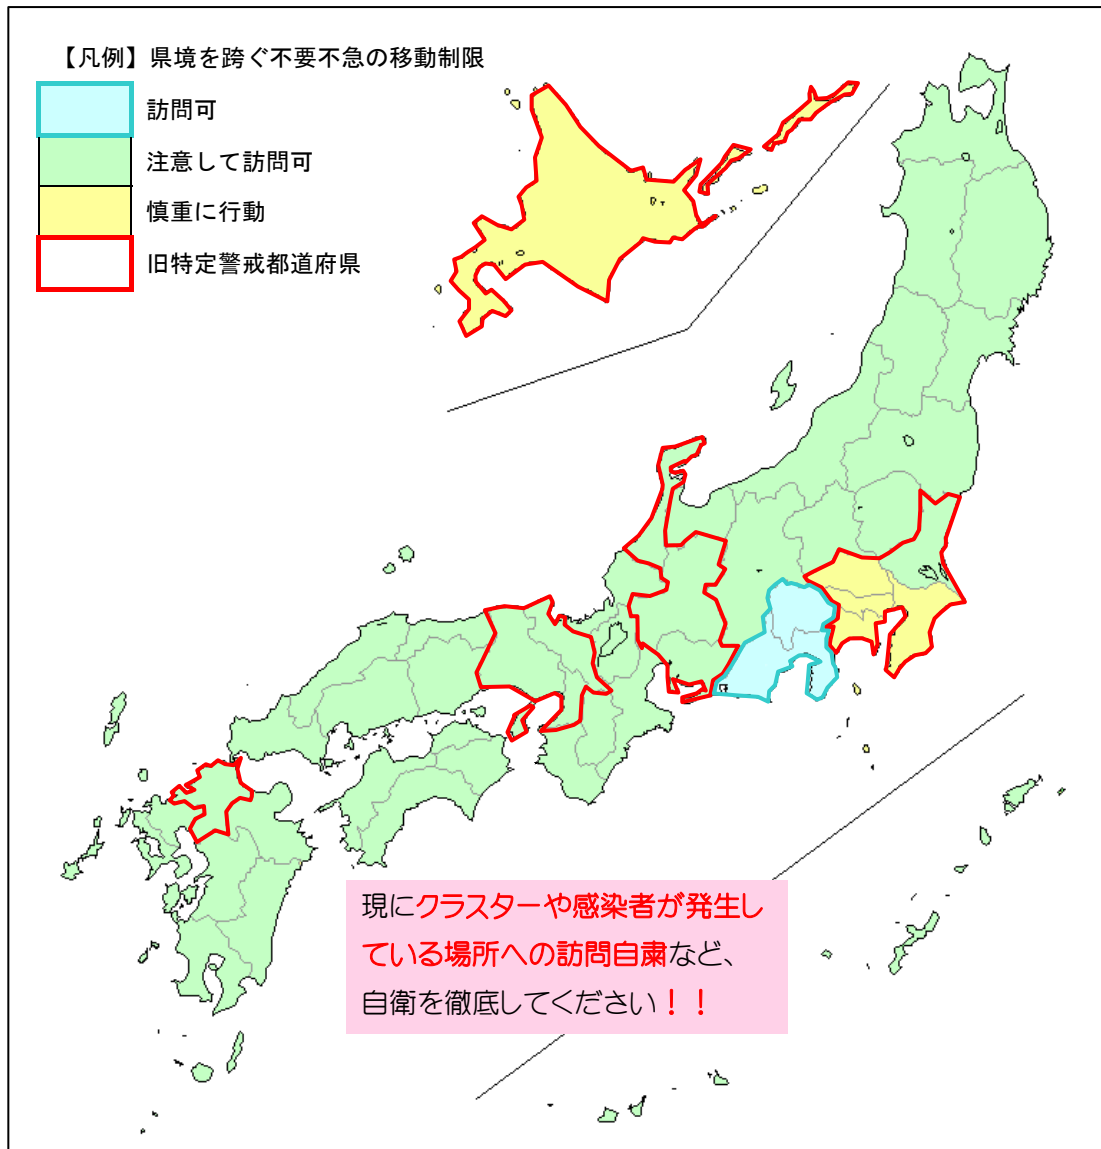 【凡例】県境を跨ぐ不要不急の移動制限
訪問可
注意して訪問可
慎重に行動
旧特定警戒都道府県
現にクラスターや感染者が発生し
ている場所への訪問自粛など、
自衛を徹底してください！！